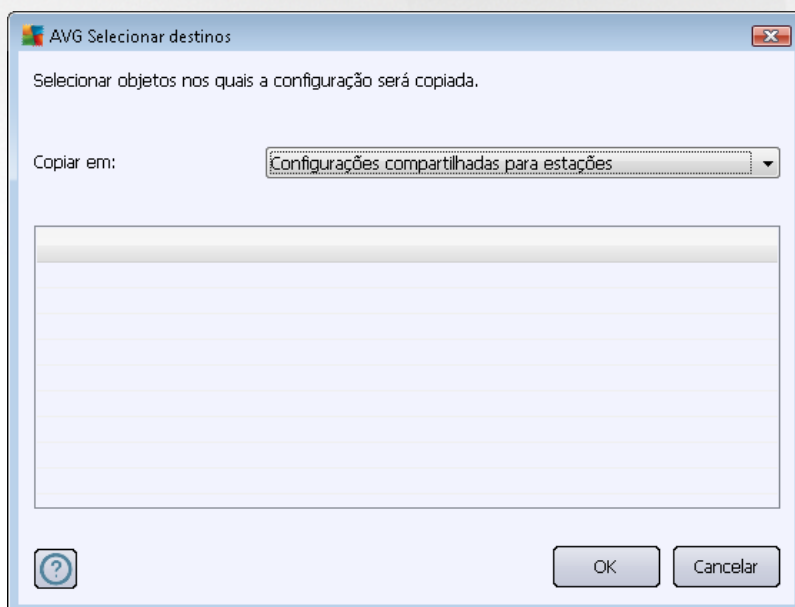 AVG Selecionar destinos
Selecionar objetos nos quais a configuração será copiada.
Copiar em: Configurações compartilhadas para estações
? OK Cancelar